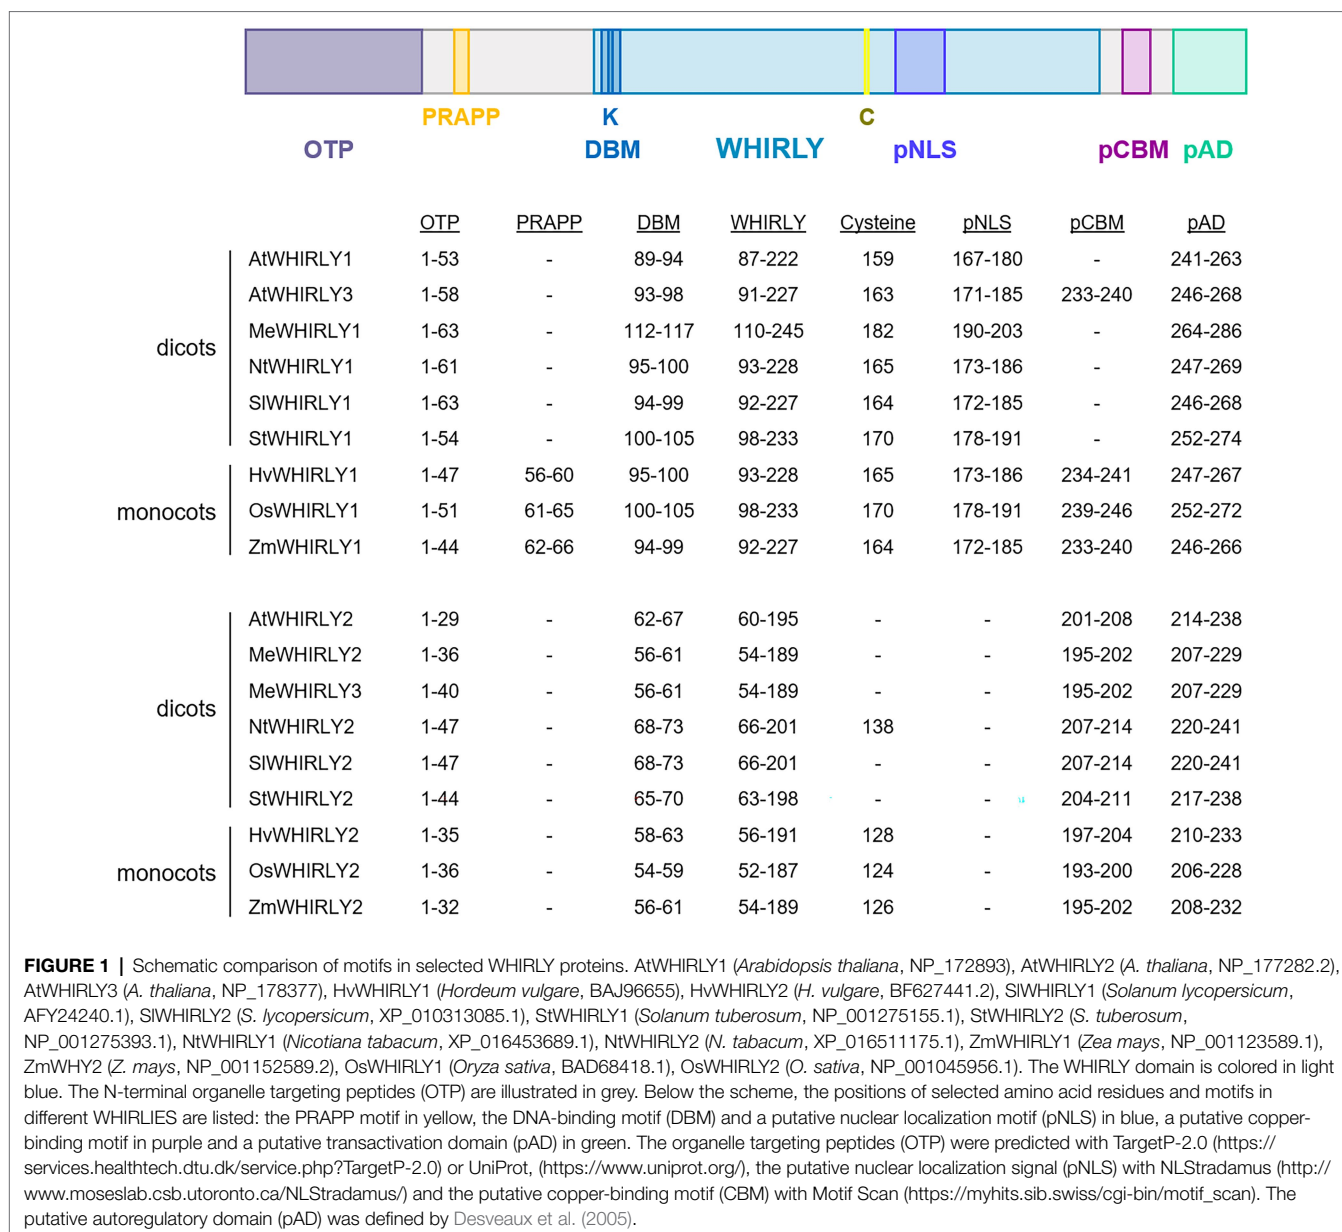 PRAPP K C
OTP DBM WHIRLY pNLS pCBM pAD
OTP PRAPP DBM WHIRLY Cysteine pNLS pCBM pAD
AtWHIRLY1 1-53 - 89-94 87-222 159 167-180 - 241-263
AtWHIRLY3 1-58 - 93-98 91-227 163 171-185 233-240 246-268
MeWHIRLY1 1-63 - 112-117 110-245 182 190-203 - 264-286
dicots
NtWHIRLY1 1-61 - 95-100 93-228 165 173-186 - 247-269
SlWHIRLY1 1-63 - 94-99 92-227 164 172-185 - 246-268
StWHIRLY1 1-54 - 100-105 98-233 170 178-191 - 252-274
HvWHIRLY1 1-47 56-60 95-100 93-228 165 173-186 234-241 247-267
monocots OsWHIRLY1 1-51 61-65 100-105 98-233 170 178-191 239-246 252-272
ZmWHIRLY1 1-44 62-66 94-99 92-227 164 172-185 233-240 246-266
AtWHIRLY2 1-29 - 62-67 60-195 - - 201-208 214-238
MeWHIRLY2 1-36 - 56-61 54-189 - - 195-202 207-229
MeWHIRLY3 1-40 - 56-61 54-189 - - 195-202 207-229
dicots
NtWHIRLY2 1-47 - 68-73 66-201 138 - 207-214 220-241
SlWHIRLY2 1-47 - 68-73 66-201 - - 207-214 220-241
StWHIRLY2 1-44 - 65-70 63-198 - - 204-211 217-238
HvWHIRLY2 1-35 - 58-63 56-191 128 - 197-204 210-233
monocots OsWHIRLY2 1-36 - 54-59 52-187 124 - 193-200 206-228
ZmWHIRLY2 1-32 - 56-61 54-189 126 - 195-202 208-232
FIGURE 1 | Schematic comparison of motifs in selected WHIRLY proteins. AtWHIRLY1 (Arabidopsis thaliana, NP_172893), AtWHIRLY2 (A. thaliana, NP_177282.2),
AtWHIRLY3 (A. thaliana, NP_178377), HvWHIRLY1 (Hordeum vulgare, BAJ96655), HvWHIRLY2 (H. vulgare, BF627441.2), SlWHIRLY1 (Solanum lycopersicum,
AFY24240.1), SlWHIRLY2 (S. lycopersicum, XP_010313085.1), StWHIRLY1 (Solanum tuberosum, NP_001275155.1), StWHIRLY2 (S. tuberosum,
NP_001275393.1), NtWHIRLY1 (Nicotiana tabacum, XP_016453689.1), NtWHIRLY2 (N. tabacum, XP_016511175.1), ZmWHIRLY1 (Zea mays, NP_001123589.1),
ZmWHY2 (Z. mays, NP_001152589.2), OsWHIRLY1 (Oryza sativa, BAD68418.1), OsWHIRLY2 (O. sativa, NP_001045956.1). The WHIRLY domain is colored in light
blue. The N-terminal organelle targeting peptides (OTP) are illustrated in grey. Below the scheme, the positions of selected amino acid residues and motifs in
different WHIRLIES are listed: the PRAPP motif in yellow, the DNA-binding motif (DBM) and a putative nuclear localization motif (pNLS) in blue, a putative copper-
binding motif in purple and a putative transactivation domain (pAD) in green. The organelle targeting peptides (OTP) were predicted with TargetP-2.0 (https://
services.healthtech.dtu.dk/service.php?TargetP-2.0) or UniProt, (https://www.uniprot.org/), the putative nuclear localization signal (pNLS) with NLStradamus (http://
www.moseslab.csb.utoronto.ca/NLStradamus/) and the putative copper-binding motif (CBM) with Motif Scan (https://myhits.sib.swiss/cgi-bin/motif_scan). The
putative autoregulatory domain (pAD) was defined by Desveaux et al. (2005).